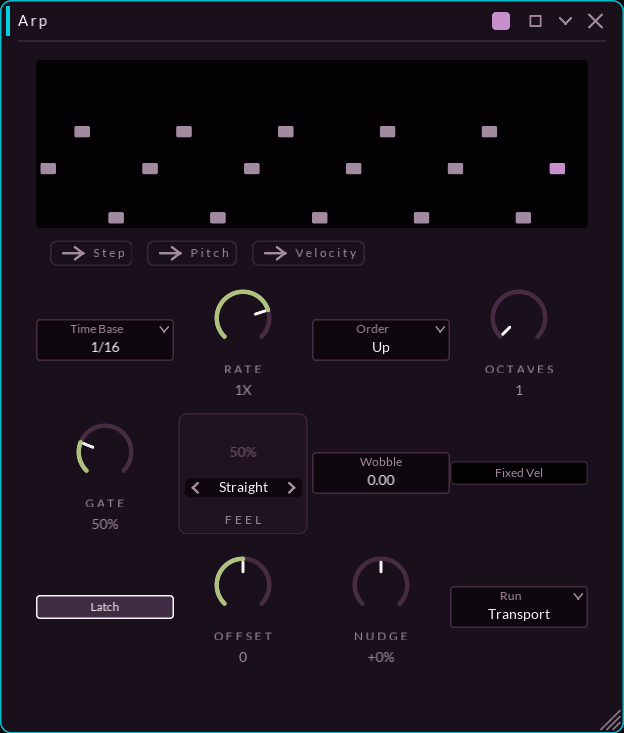 Arp
Step Pitch Velocity
Time Base
1/16
RATE
1X
Order
Up
OCTAVES
1
GATE
50%
50%
Straight
FEEL
Wobble
0.00
Fixed Vel
Latch
OFFSET
0
NUDGE
+0%
Run
Transport